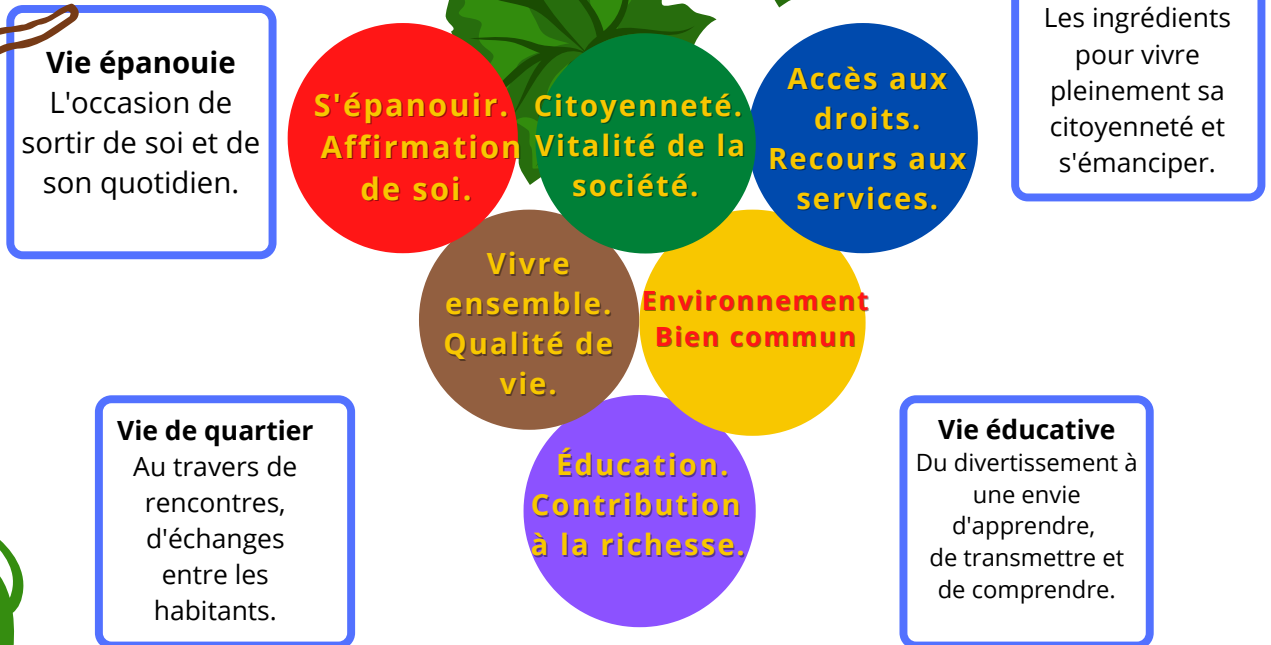 Vie épanouie
L'occasion de
sortir de soi et de
son quotidien.
S'épanouir.
Affirmation
de soi.
Citoyenneté.
Vitalité de la
société.
Accès aux
droits.
Recours aux
services.
Les ingrédients
pour vivre
pleinement sa
citoyenneté et
s'émanciper.
Vivre
ensemble.
Qualité de
vie.
Environnement
Bien commun
Vie de quartier
Au travers de
rencontres,
d'échanges
entre les
habitants.
Éducation.
Contribution
à la richesse.
Vie éducative
Du divertissement à
une envie
d'apprendre,
de transmettre et
de comprendre.